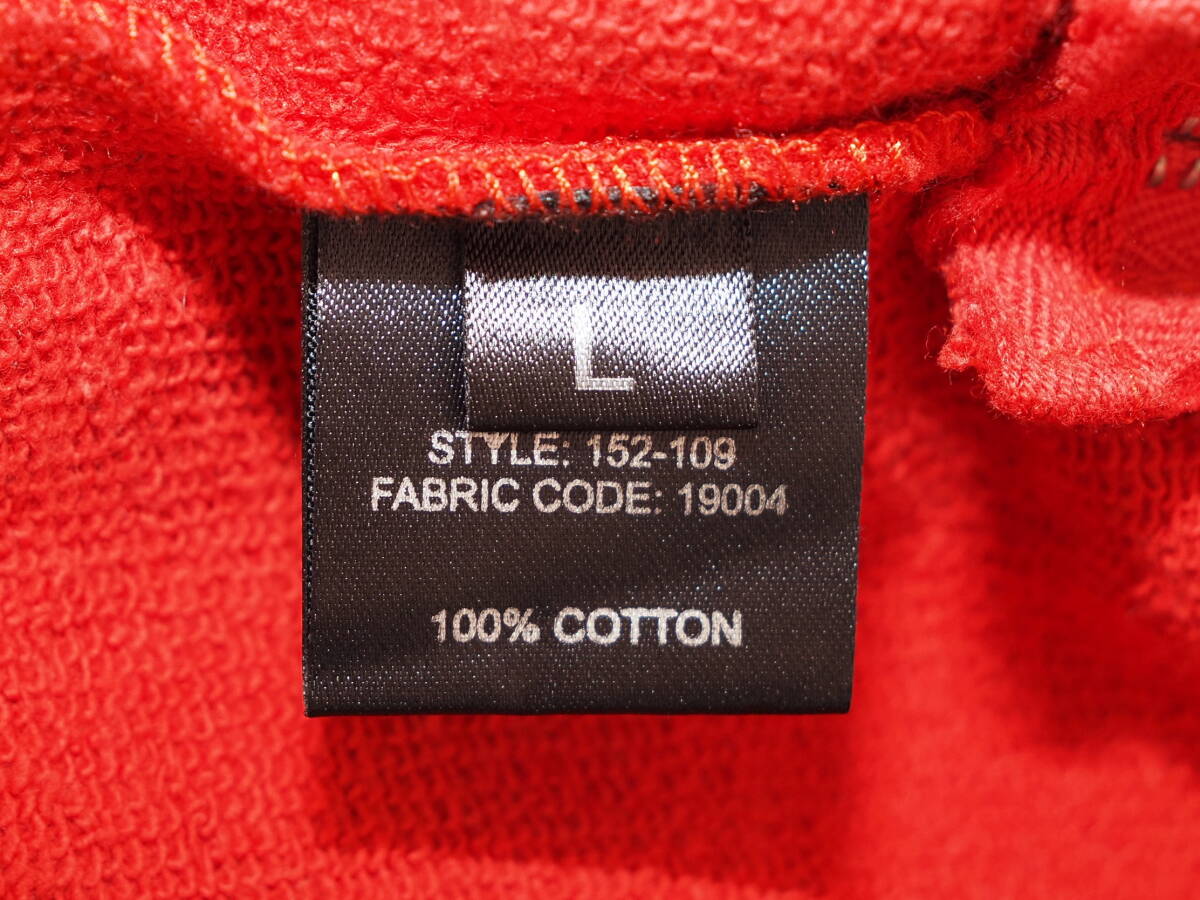 L
STYLE: 152-109
FABRIC CODE: 19004
100% COTTON